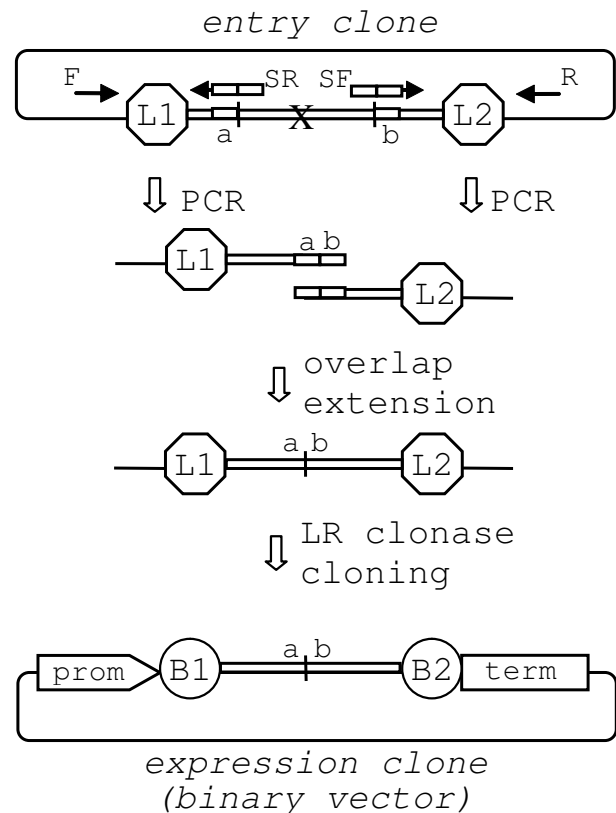 entry clone
F SR SF R
L1 X L2
a b
PCR PCR
a b
L1
L2
overlap
extension
a b
L1 L2
LR clonase
cloning
a b
prom B1 B2 term
expression clone
(binary vector)